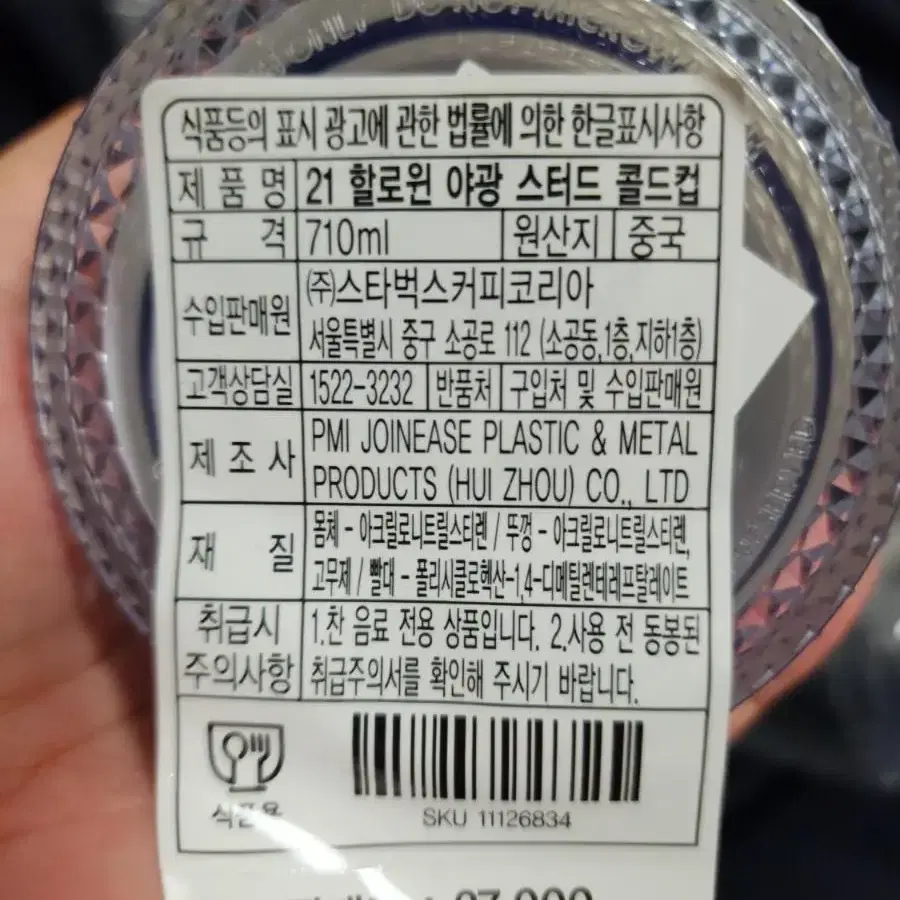 ONLY DO NOT MICROW
식품등의 표시 광고에 관한 법률에 의한 한글표시사항
제 품 명 21 할로윈 야광 스터드 콜드컵
규 격 710ml 원산지 중국
수입판매원 (주)스타벅스커피코리아
서울특별시 중구 소공로 112 (소공동,1층,지하1층)
고객상담실 1522-3232 반품처 구입처 및 수입판매원
제 조 사 PMI JOINEASE PLASTIC & METAL
PRODUCTS (HUI ZHOU) CO., LTD
재 질 몸체 - 아크릴로니트릴스티렌 / 뚜껑 - 아크릴로니트릴스티렌,
고무제 / 빨대 - 폴리시클로헥산-1,4-디메틸렌테레프탈레이트
취급시 주의사항 1.찬 음료 전용 상품입니다. 2.사용 전 동봉된
취급주의서를 확인해 주시기 바랍니다.
식품용
SKU 11126834